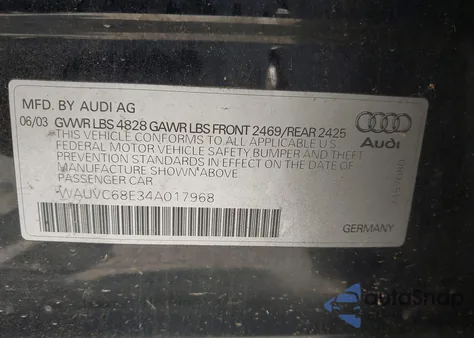 MFD. BY AUDI AG
06/03 GVWR LBS 4828 GAWR LBS FRONT 2469/REAR 2425
THIS VEHICLE CONFORMS TO ALL APPLICABLE U.S.
FEDERAL MOTOR VEHICLE SAFETY BUMPER AND THEFT
PREVENTION STANDARDS IN EFFECT ON THE DATE OF
MANUFACTURE SHOWN ABOVE
PASSENGER CAR
WAUVC68E34A017968
Audi
GERMANY
autoSnap